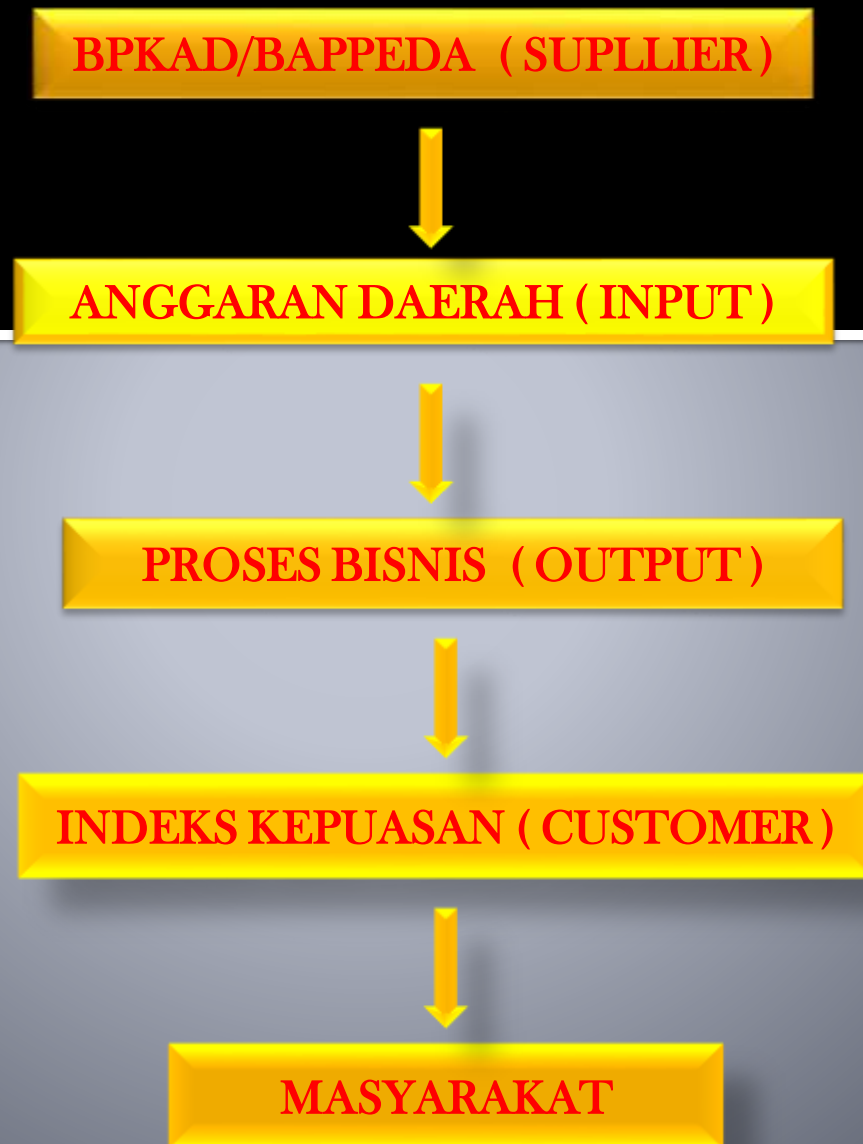 BPKAD/BAPPEDA ( SUPLLIER )
ANGGARAN DAERAH ( INPUT )
PROSES BISNIS ( OUTPUT )
INDEKS KEPUASAN ( CUSTOMER )
MASYARAKAT